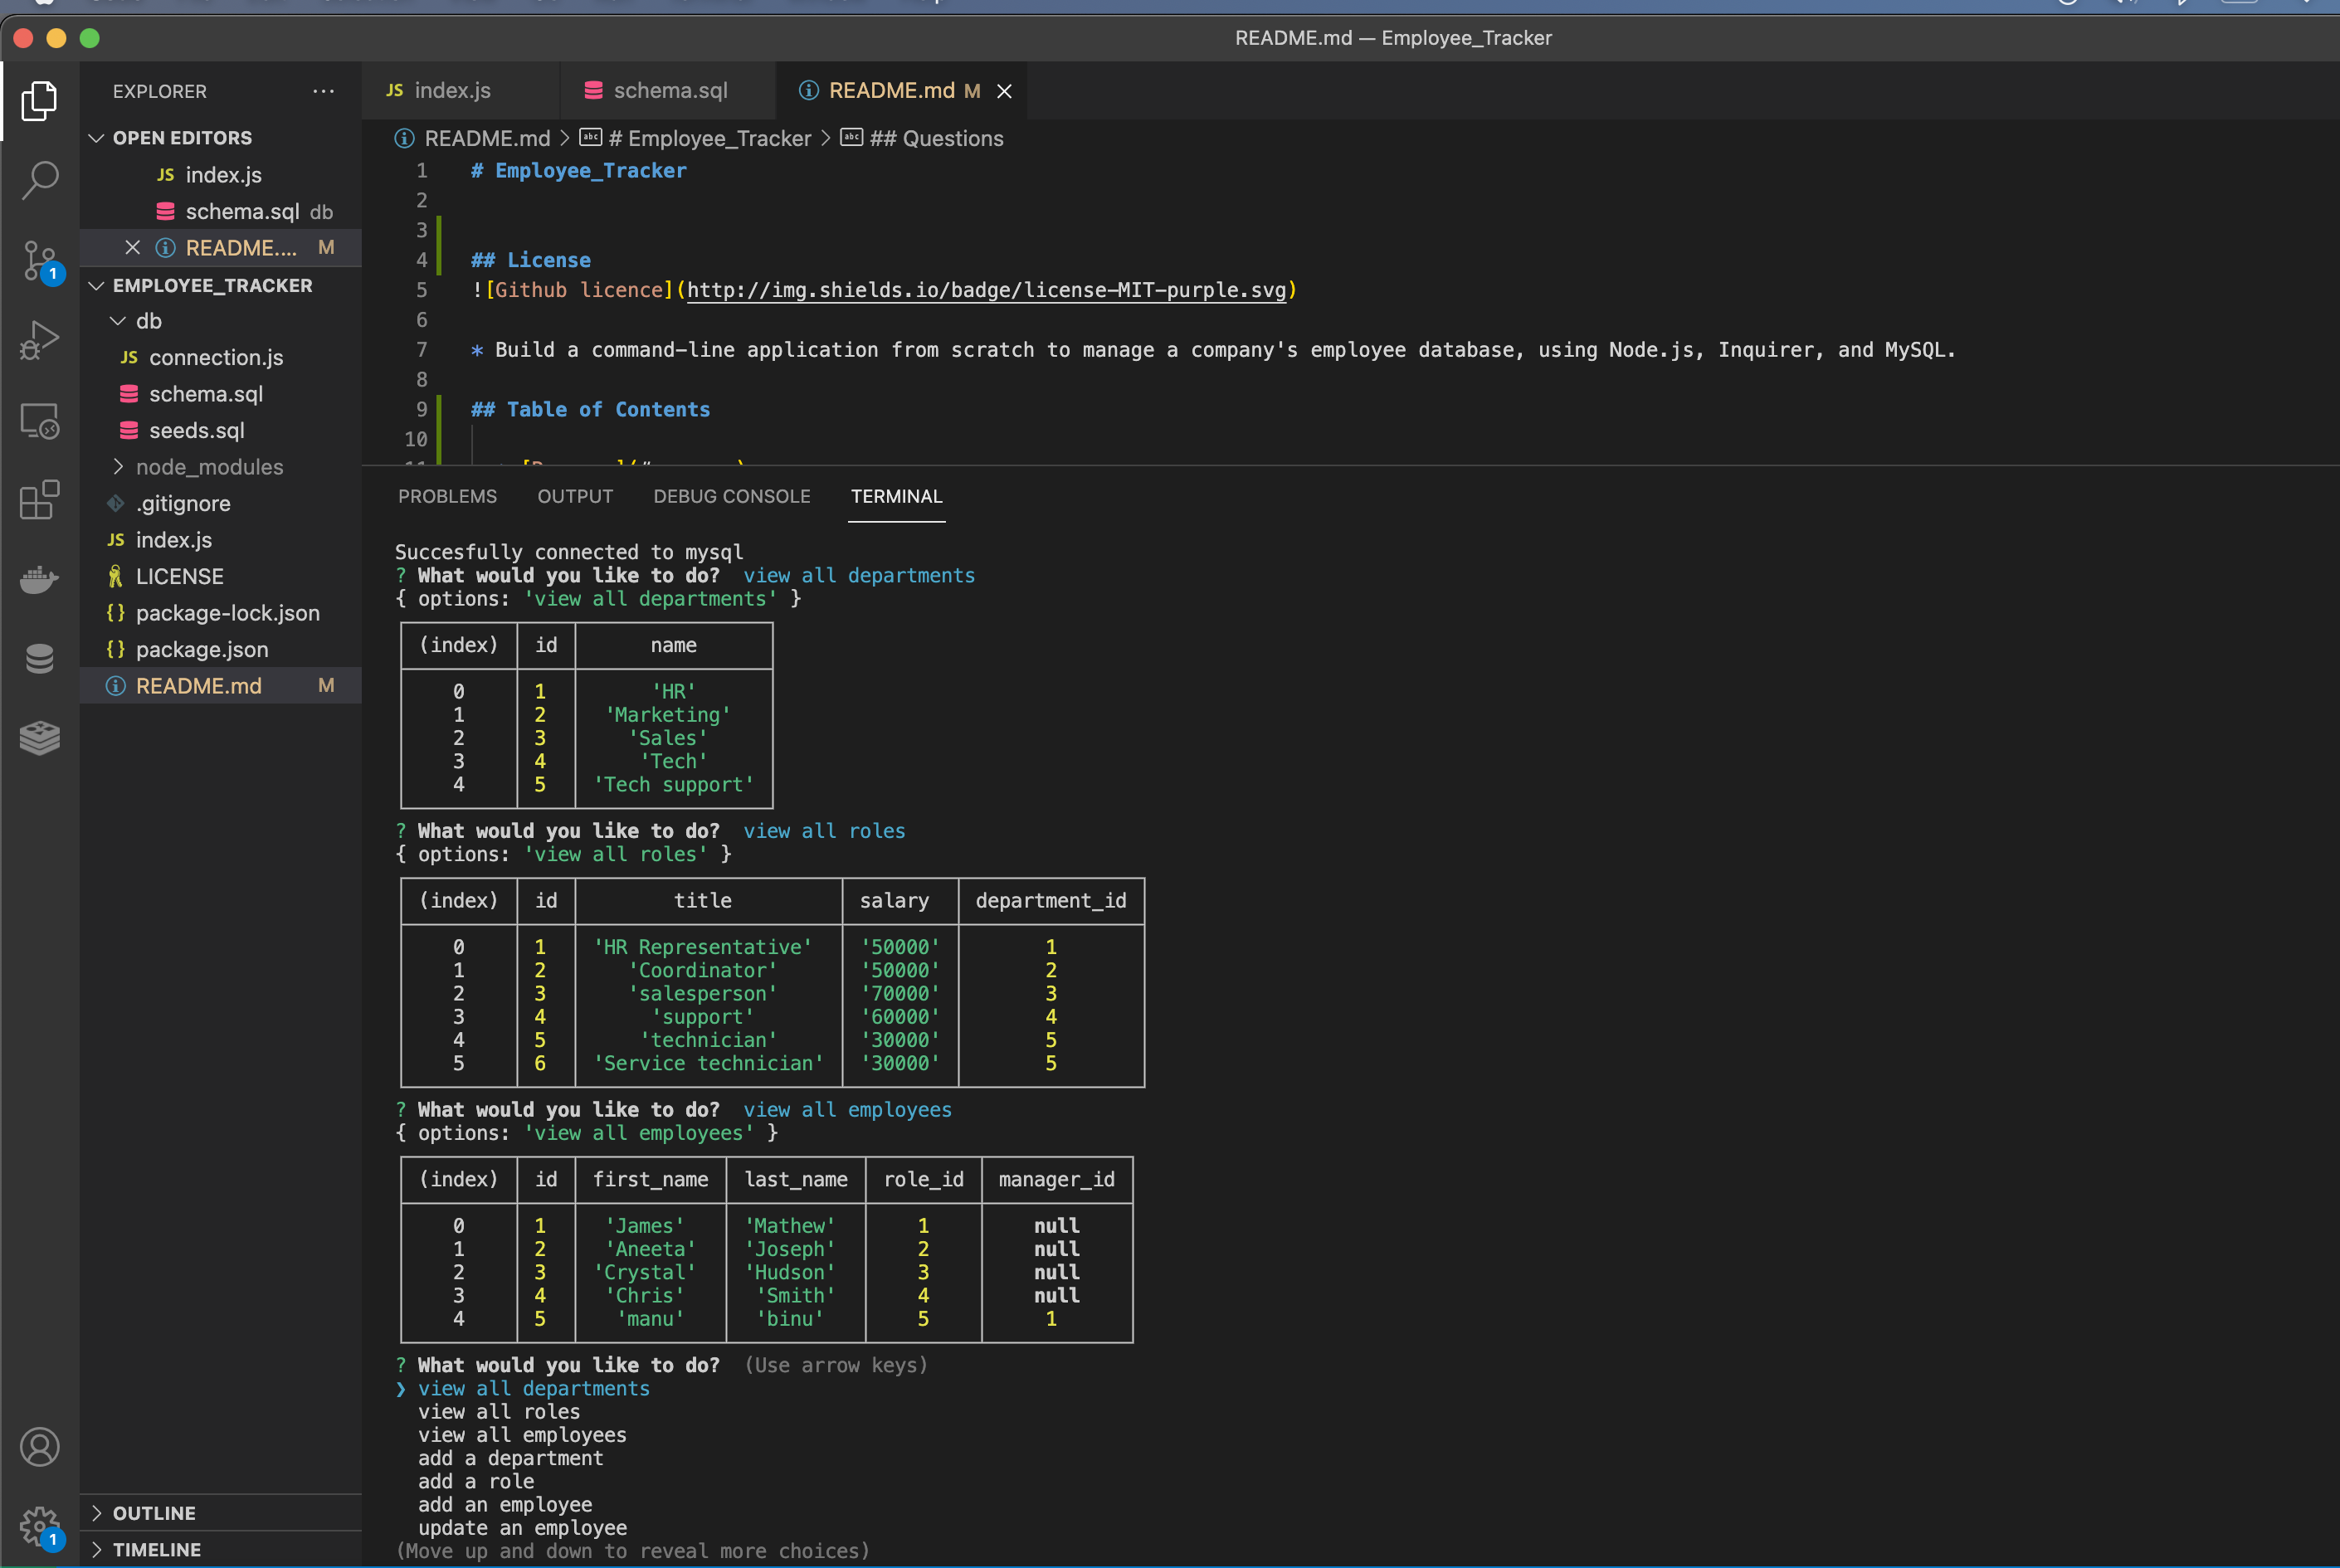 README.md — Employee_Tracker
EXPLORER
OPEN EDITORS
JS index.js
schema.sql db
README.... M
EMPLOYEE_TRACKER
db
JS connection.js
schema.sql
seeds.sql
node_modules
.gitignore
JS index.js
LICENSE
{} package-lock.json
{} package.json
README.md M
OUTLINE
TIMELINE
1
1
JS index.js
schema.sql
README.md M
README.md > # Employee_Tracker > ## Questions
1 # Employee_Tracker
2
3
4 ## License
5 ![Github licence](http://img.shields.io/badge/license-MIT-purple.svg)
6
7 * Build a command-line application from scratch to manage a company's employee database, using Node.js, Inquirer, and MySQL.
8
9 ## Table of Contents
10
PROBLEMS OUTPUT DEBUG CONSOLE TERMINAL
Succesfully connected to mysql
? What would you like to do? view all departments
{ options: 'view all departments' }
(index) id name
0 1 'HR'
1 2 'Marketing'
2 3 'Sales'
3 4 'Tech'
4 5 'Tech support'
? What would you like to do? view all roles
{ options: 'view all roles' }
(index) id title salary department_id
0 1 'HR Representative' '50000' 1
1 2 'Coordinator' '50000' 2
2 3 'salesperson' '70000' 3
3 4 'support' '60000' 4
4 5 'technician' '30000' 5
5 6 'Service technician' '30000' 5
? What would you like to do? view all employees
{ options: 'view all employees' }
(index) id first_name last_name role_id manager_id
0 1 'James' 'Mathew' 1 null
1 2 'Aneeta' 'Joseph' 2 null
2 3 'Crystal' 'Hudson' 3 null
3 4 'Chris' 'Smith' 4 null
4 5 'manu' 'binu' 5 1
? What would you like to do? (Use arrow keys)
❯ view all departments
view all roles
view all employees
add a department
add a role
add an employee
update an employee
(Move up and down to reveal more choices)